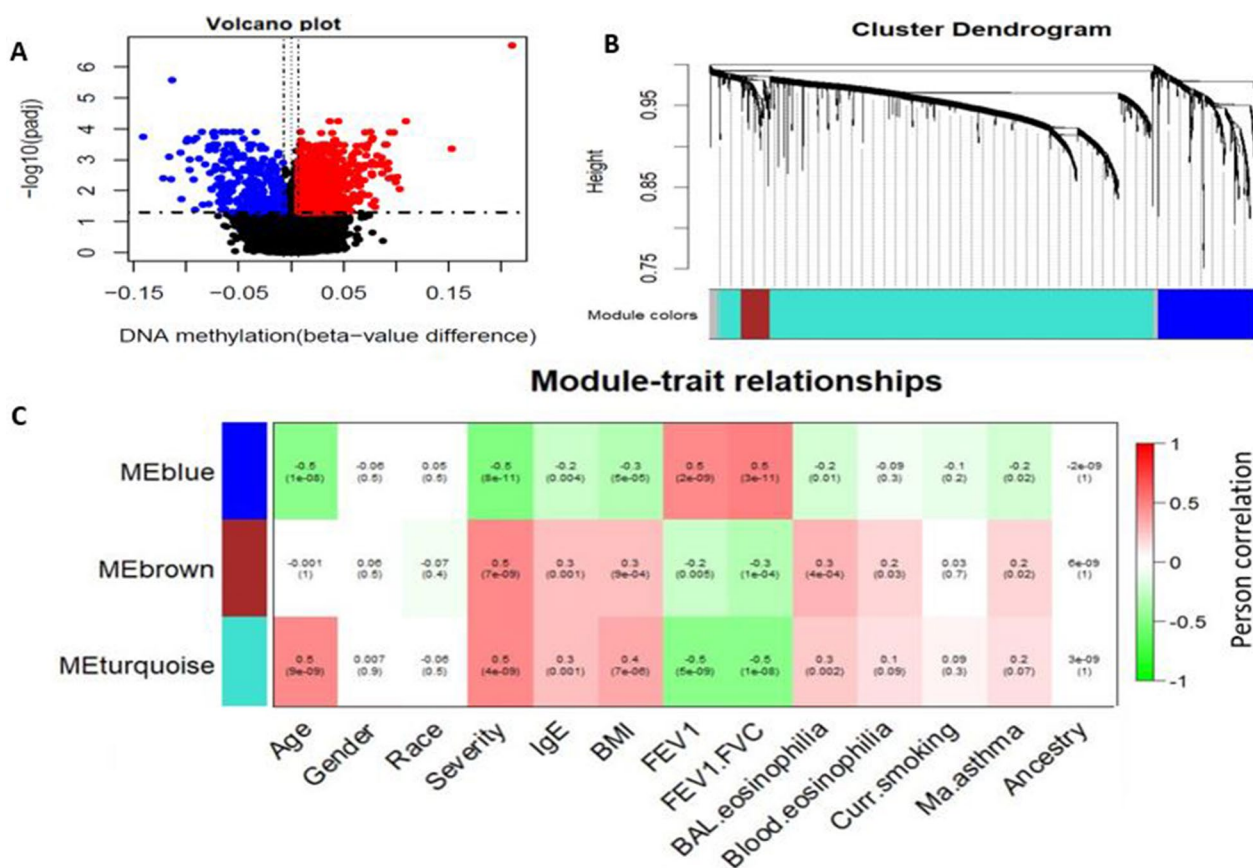 A
Volcano plot
-log10(padj)
6
5
4
3
2
1
0
−0.15
−0.05
0.05
0.15
DNA methylation(beta−value difference)
B
Cluster Dendrogram
Height
0.95
0.85
0.75
Module colors
Module-trait relationships
C
MEblue
-0.5 -0.06 0.05 -0.5 -0.2 -0.3 0.5 0.5 -0.2 -0.09 -0.1 -0.2 -2e-09
(1e-08) (0.5) (0.5) (8e-11) (0.004) (5e-05) (2e-09) (3e-11) (0.01) (0.3) (0.2) (0.02) (1)
MEbrown
-0.001 0.06 -0.07 0.5 0.3 0.3 -0.2 -0.3 0.3 0.2 0.03 0.2 6e-09
(1) (0.5) (0.4) (7e-09) (0.001) (9e-04) (0.005) (1e-04) (4e-04) (0.03) (0.7) (0.02) (1)
MEturquoise
0.5 0.007 -0.06 0.5 0.3 0.4 -0.5 -0.5 0.3 0.1 0.09 0.2 3e-09
(9e-09) (0.9) (0.5) (4e-09) (0.001) (7e-06) (5e-09) (1e-08) (0.002) (0.09) (0.3) (0.07) (1)
Age
Gender
Race
Severity
IgE
BMI
FEV1
FEV1.FVC
BAL.eosinophilia
Blood.eosinophilia
Curr.smoking
Ma.asthma
Ancestry
1
0.5
0
-0.5
-1
Person correlation